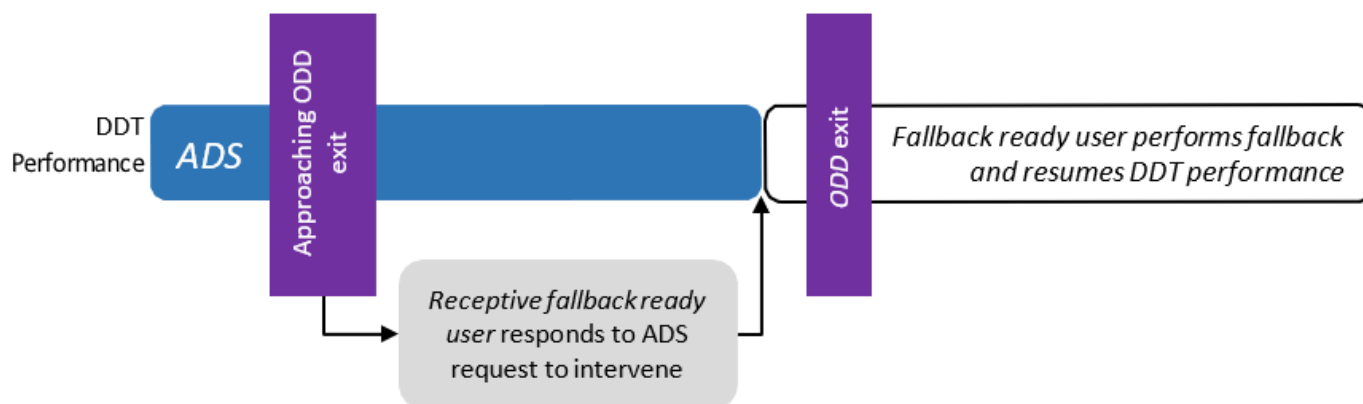 DDT
Performance
ADS
Approaching ODD
exit
ODD exit
Fallback ready user performs fallback
and resumes DDT performance
Receptive fallback ready
user responds to ADS
request to intervene